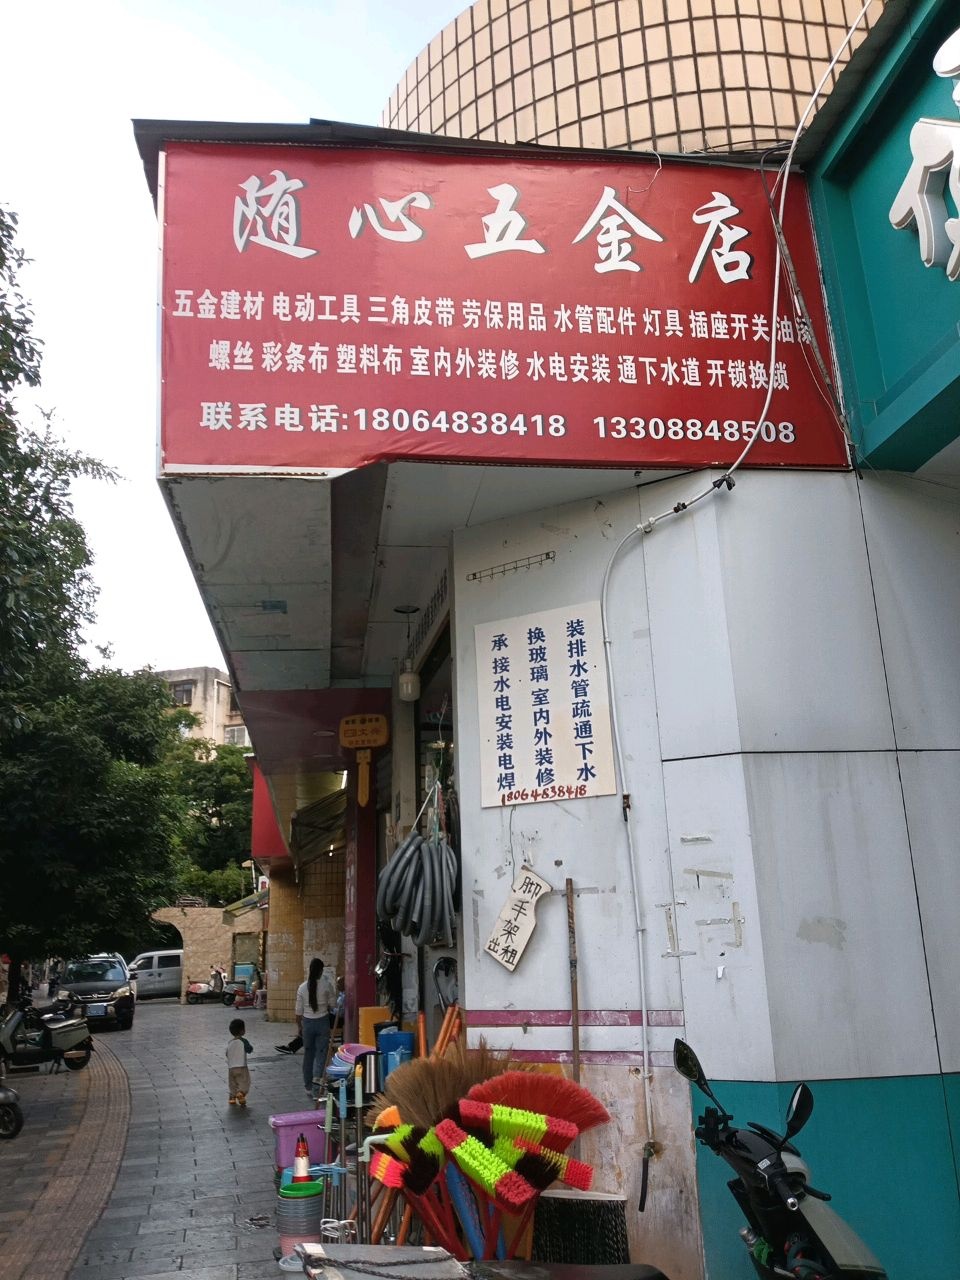 随心五金店
五金建材 电动工具 三角皮带 劳保用品 水管配件 灯具 插座开关 油漆
螺丝 彩条布 塑料布 室内外装修 水电安装 通下水道 开锁换锁
联系电话:18064838418 13308848508
装排水管疏通下水
换玻璃室内外装修
承接水电安装电焊
18064838418
脚手架
出租